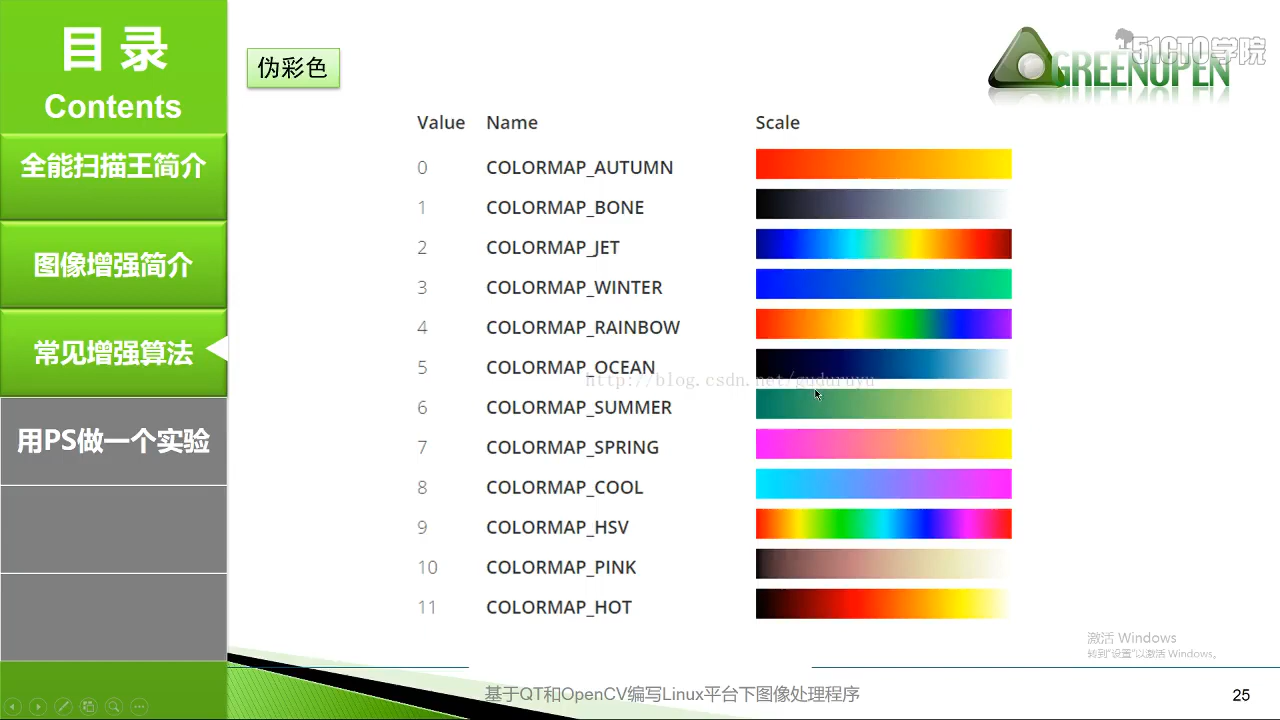 目 录
Contents
全能扫描王简介
图像增强简介
常见增强算法
用PS做一个实验
伪彩色
51CTO学院
GREENOPEN
Value Name Scale
0 COLORMAP_AUTUMN
1 COLORMAP_BONE
2 COLORMAP_JET
3 COLORMAP_WINTER
4 COLORMAP_RAINBOW
5 COLORMAP_OCEAN
http://blog.csdn.net/guduruyu
6 COLORMAP_SUMMER
7 COLORMAP_SPRING
8 COLORMAP_COOL
9 COLORMAP_HSV
10 COLORMAP_PINK
11 COLORMAP_HOT
激活 Windows
转到"设置"以激活 Windows。
基于QT和OpenCV编写Linux平台下图像处理程序
25